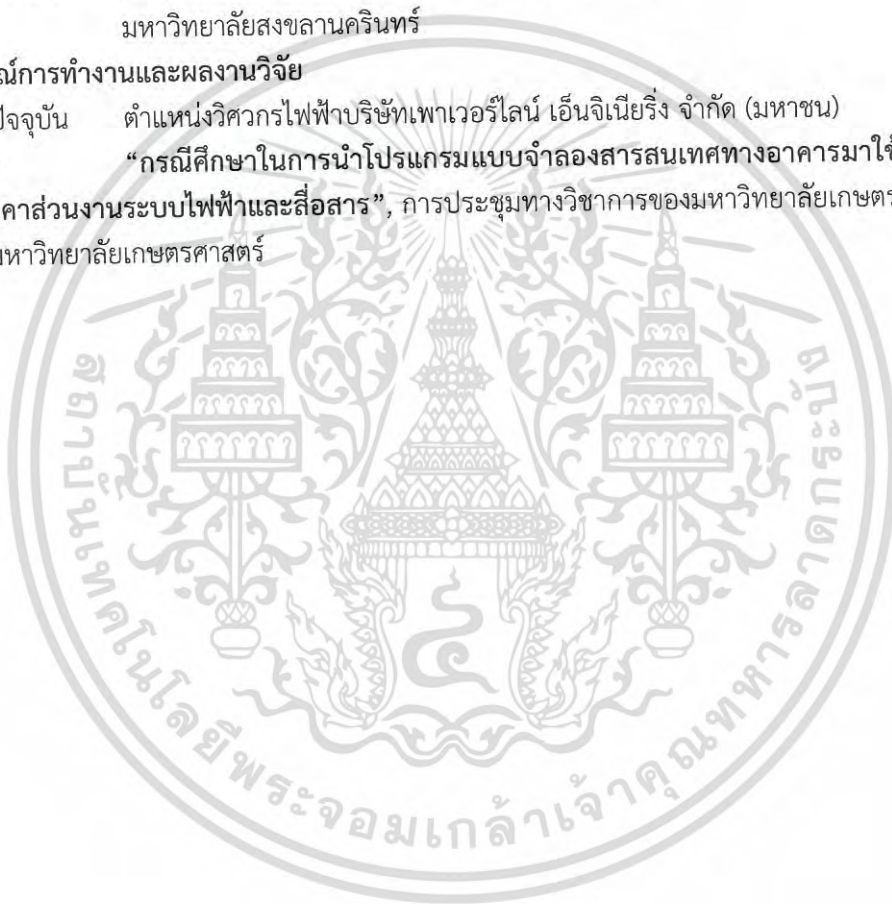 มหาวิทยาลัยสงขลานครินทร์
ณ์การทำงานและผลงานวิจัย
ปัจจุบัน ตำแหน่งวิศวกรไฟฟ้าบริษัทเพาเวอร์ไลน์ เอ็นจิเนียริ่ง จำกัด (มหาชน)
“กรณีศึกษาในการนำโปรแกรมแบบจำลองสารสนเทศทางอาคารมาใช้
คาส่วนงานระบบไฟฟ้าและสื่อสาร”, การประชุมทางวิชาการของมหาวิทยาลัยเกษตร
มหาวิทยาลัยเกษตรศาสตร์
สถาบันเทคโนโลยีพระจอมเกล้าเจ้าคุณทหารลาดกระบัง
๔